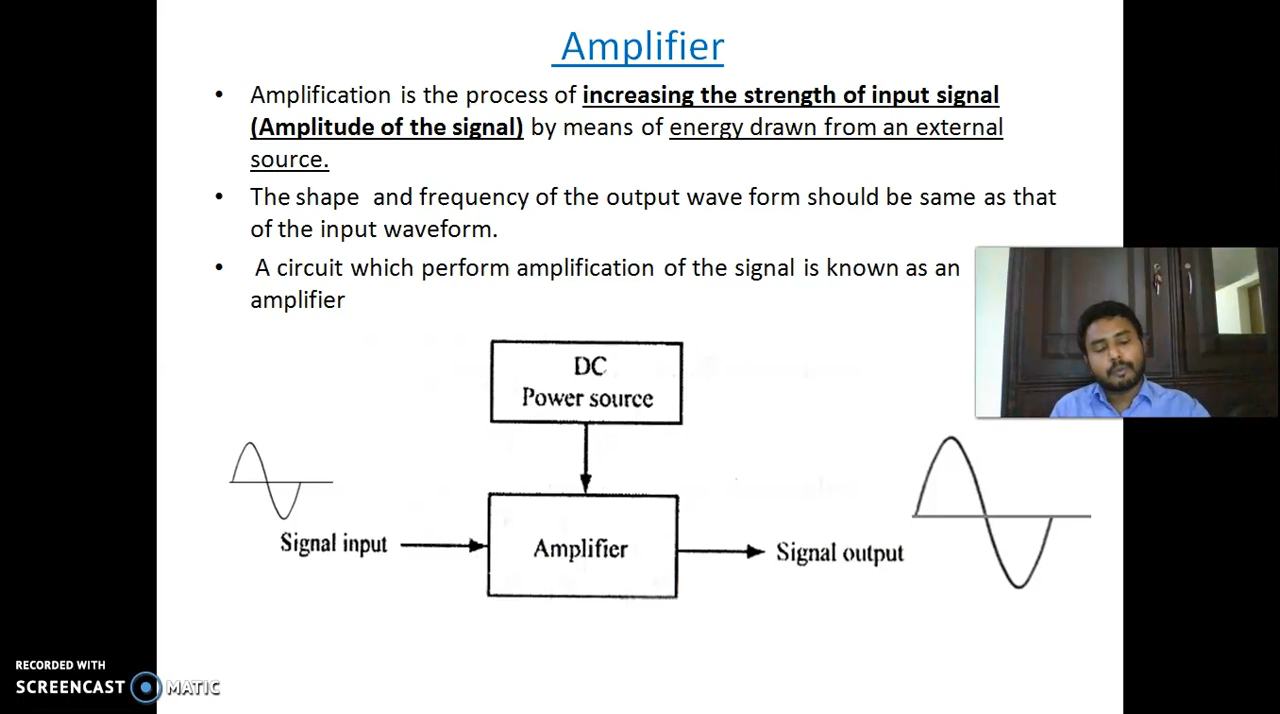 Amplifier
• Amplification is the process of increasing the strength of input signal
(Amplitude of the signal) by means of energy drawn from an external
source.
• The shape and frequency of the output wave form should be same as that
of the input waveform.
• A circuit which perform amplification of the signal is known as an
amplifier
DC
Power source
Signal input
Amplifier
Signal output
RECORDED WITH
SCREENCAST MATIC